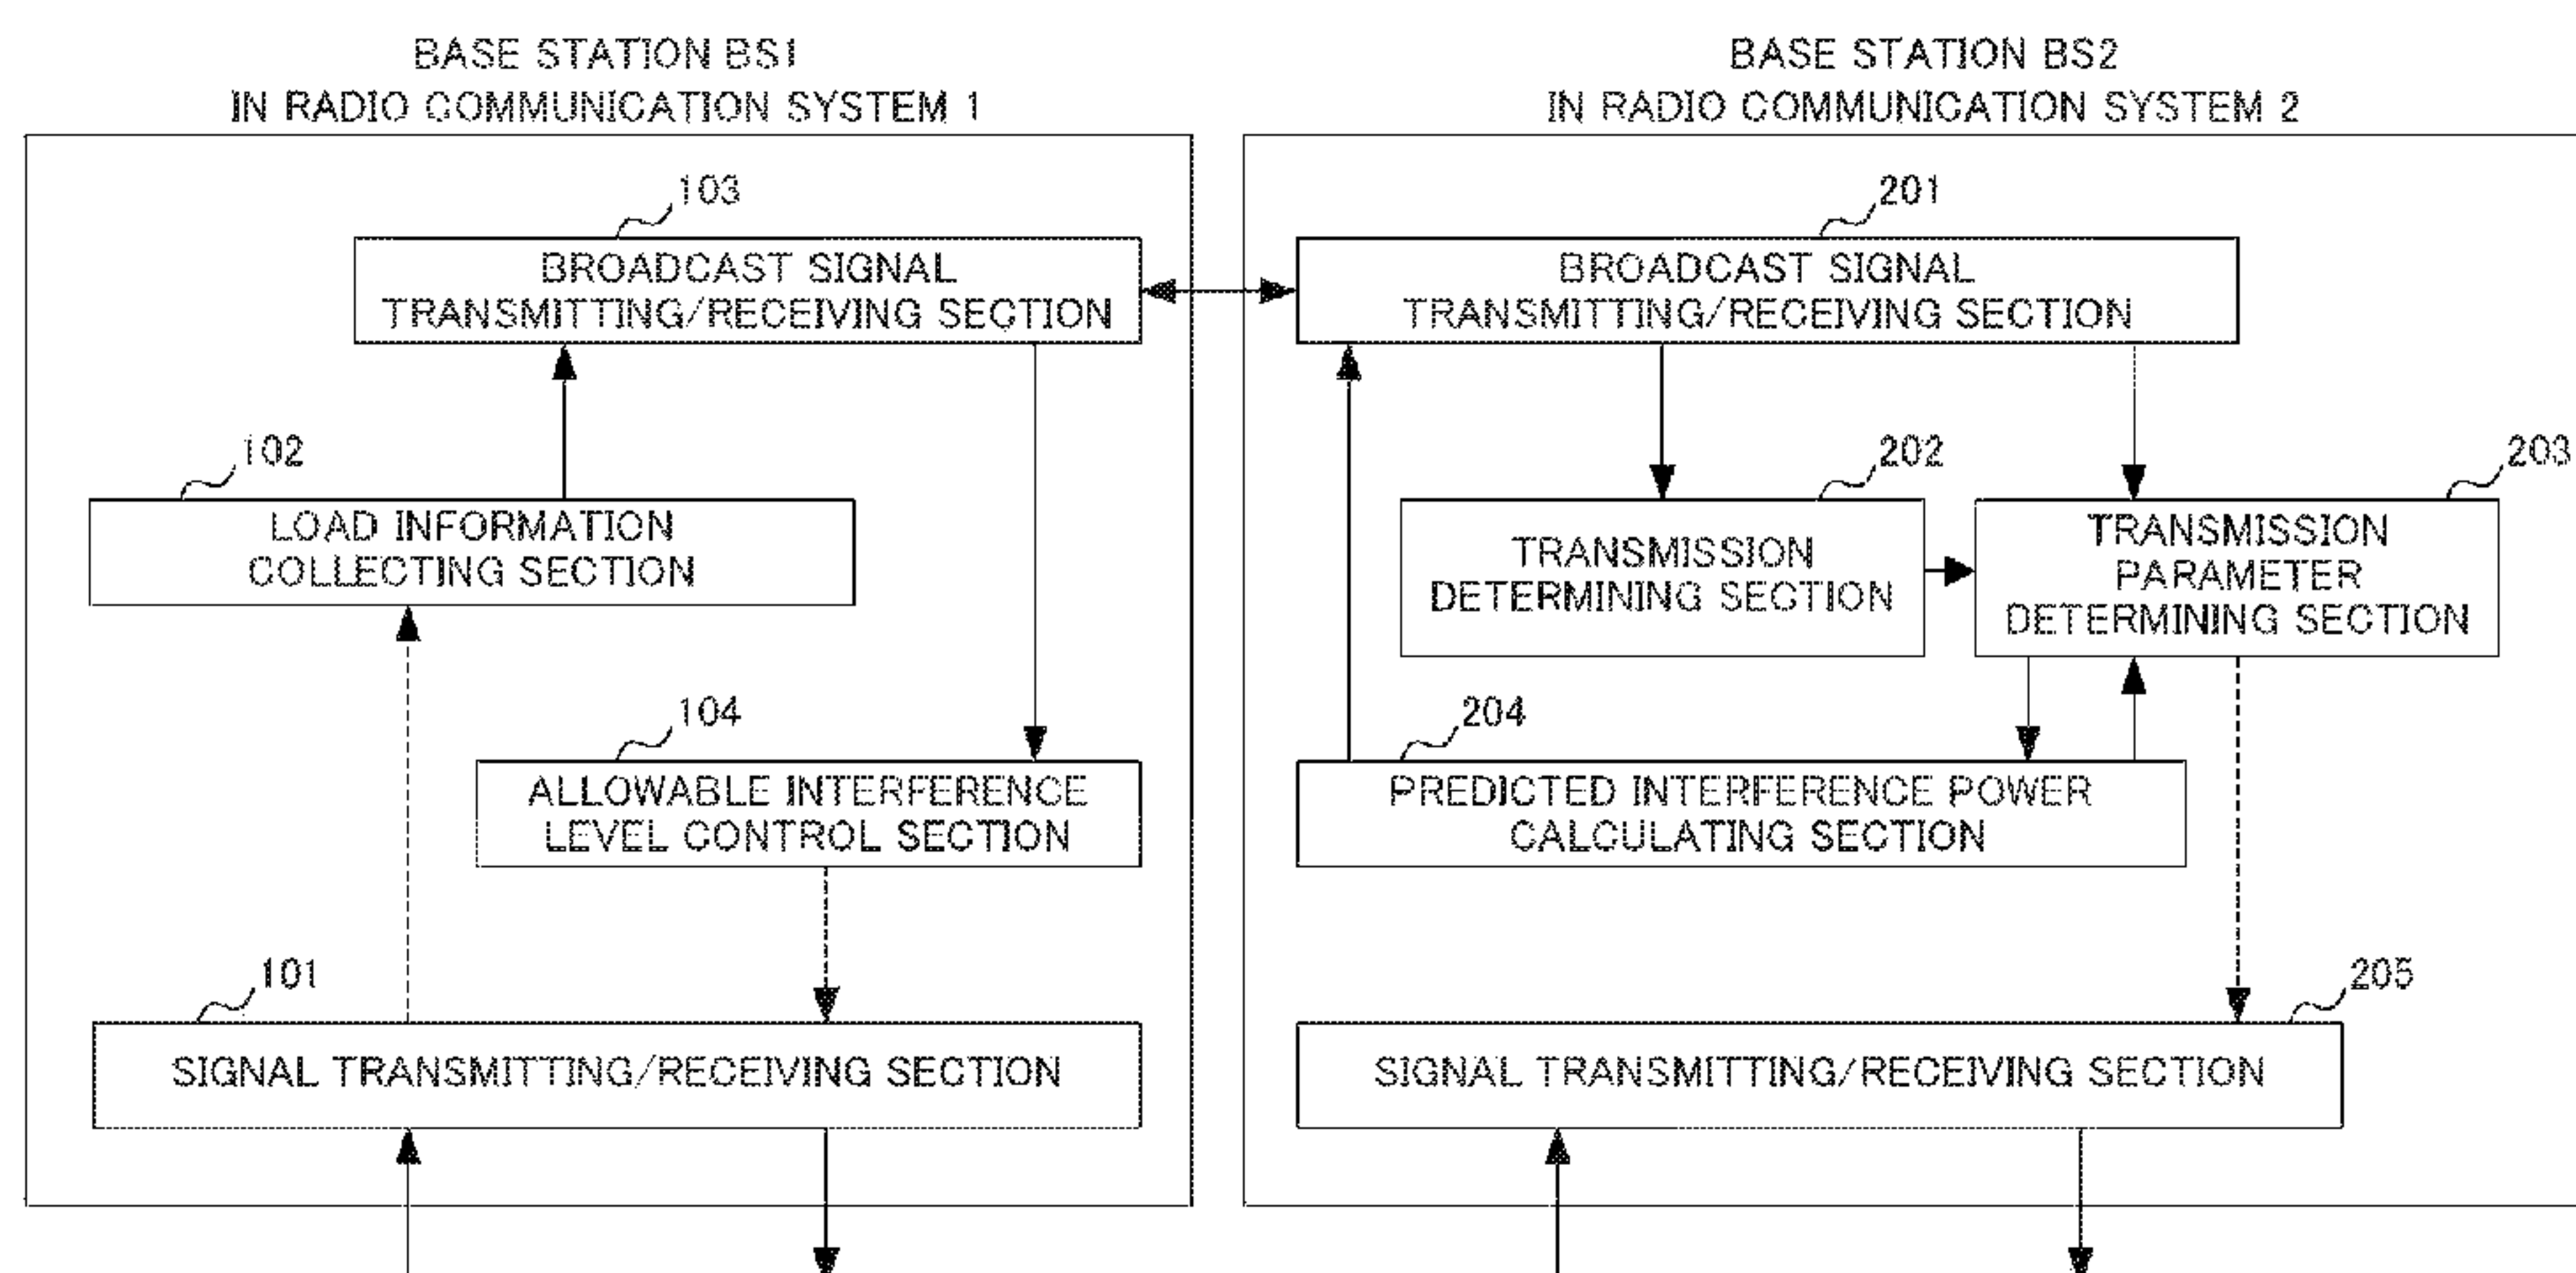 BASE STATION BS1
IN RADIO COMMUNICATION SYSTEM 1
103
BROADCAST SIGNAL
TRANSMITTING/RECEIVING SECTION
102
LOAD INFORMATION
COLLECTING SECTION
104
ALLOWABLE INTERFERENCE
LEVEL CONTROL SECTION
101
SIGNAL TRANSMITTING/RECEIVING SECTION
BASE STATION BS2
IN RADIO COMMUNICATION SYSTEM 2
201
BROADCAST SIGNAL
TRANSMITTING/RECEIVING SECTION
202
TRANSMISSION
DETERMINING SECTION
203
TRANSMISSION
PARAMETER
DETERMINING SECTION
204
PREDICTED INTERFERENCE POWER
CALCULATING SECTION
205
SIGNAL TRANSMITTING/RECEIVING SECTION